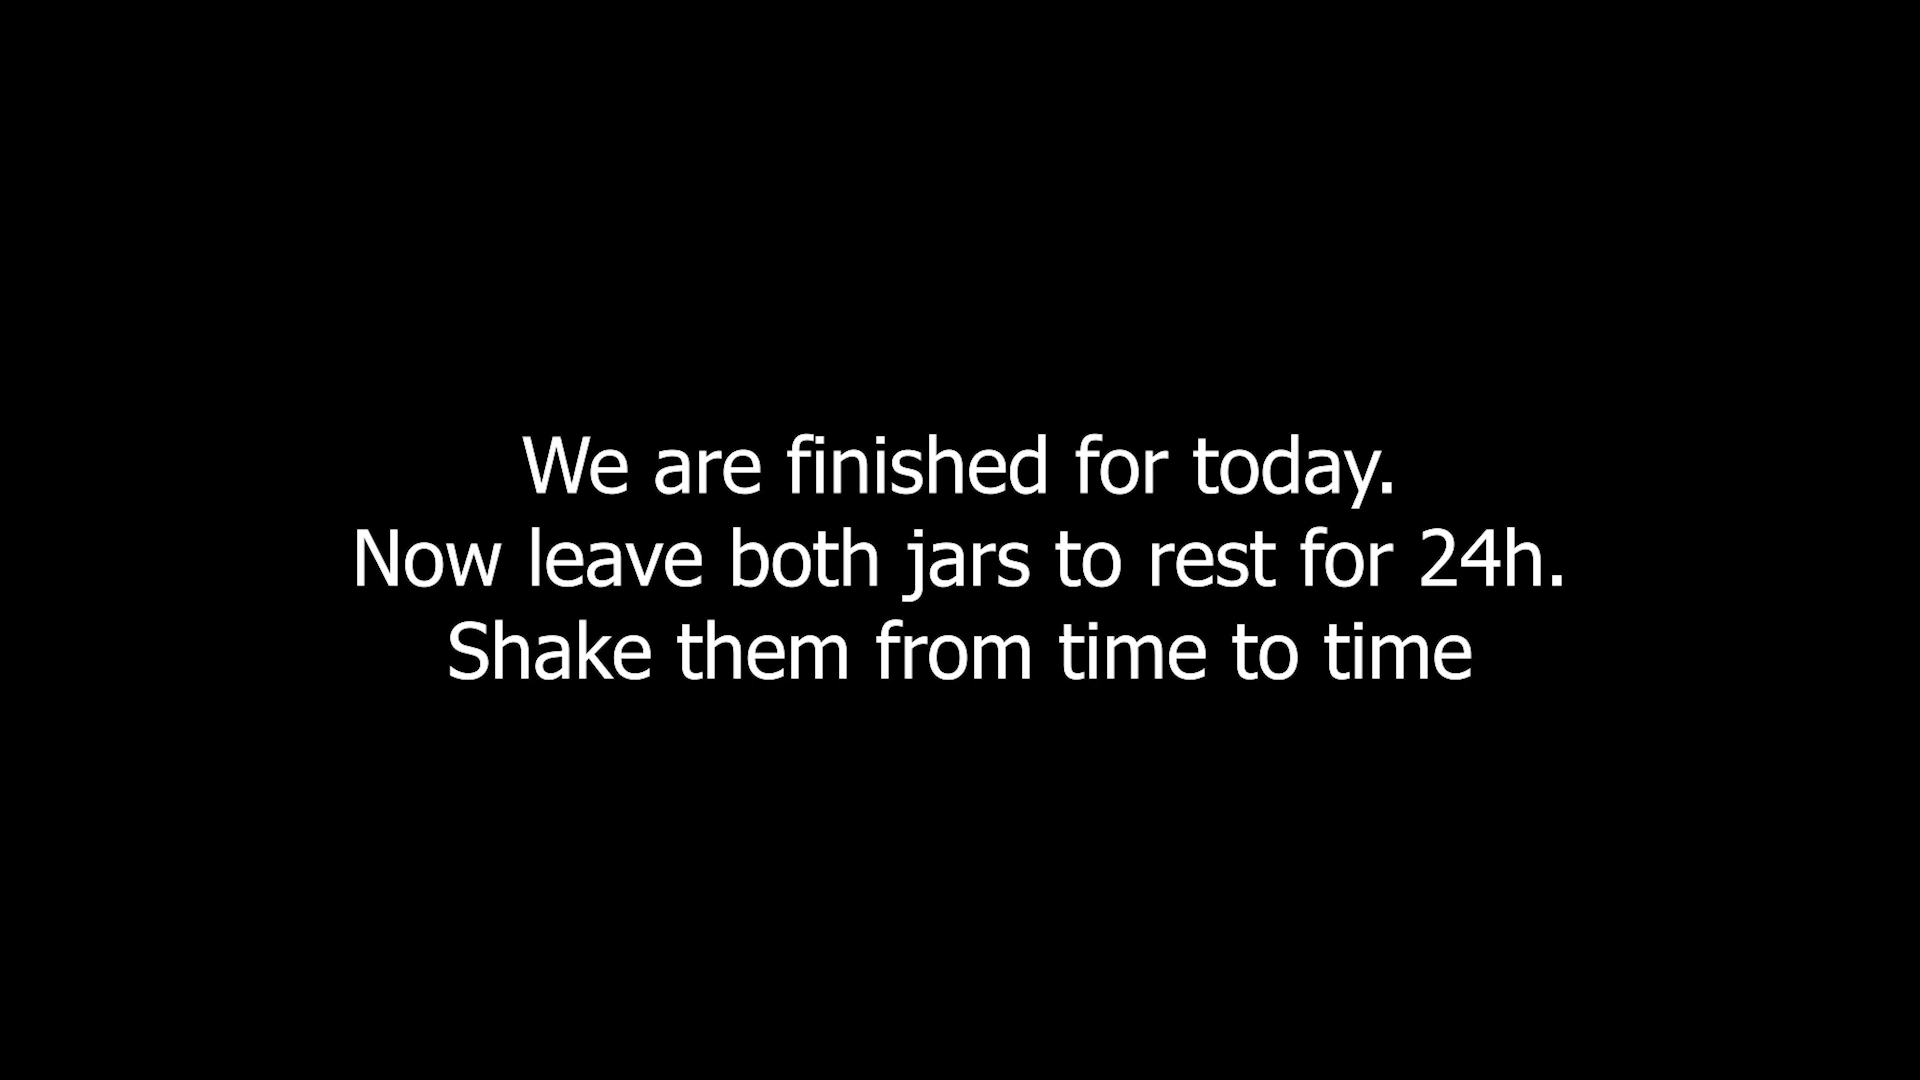 We are finished for today.
Now leave both jars to rest for 24h.
Shake them from time to time